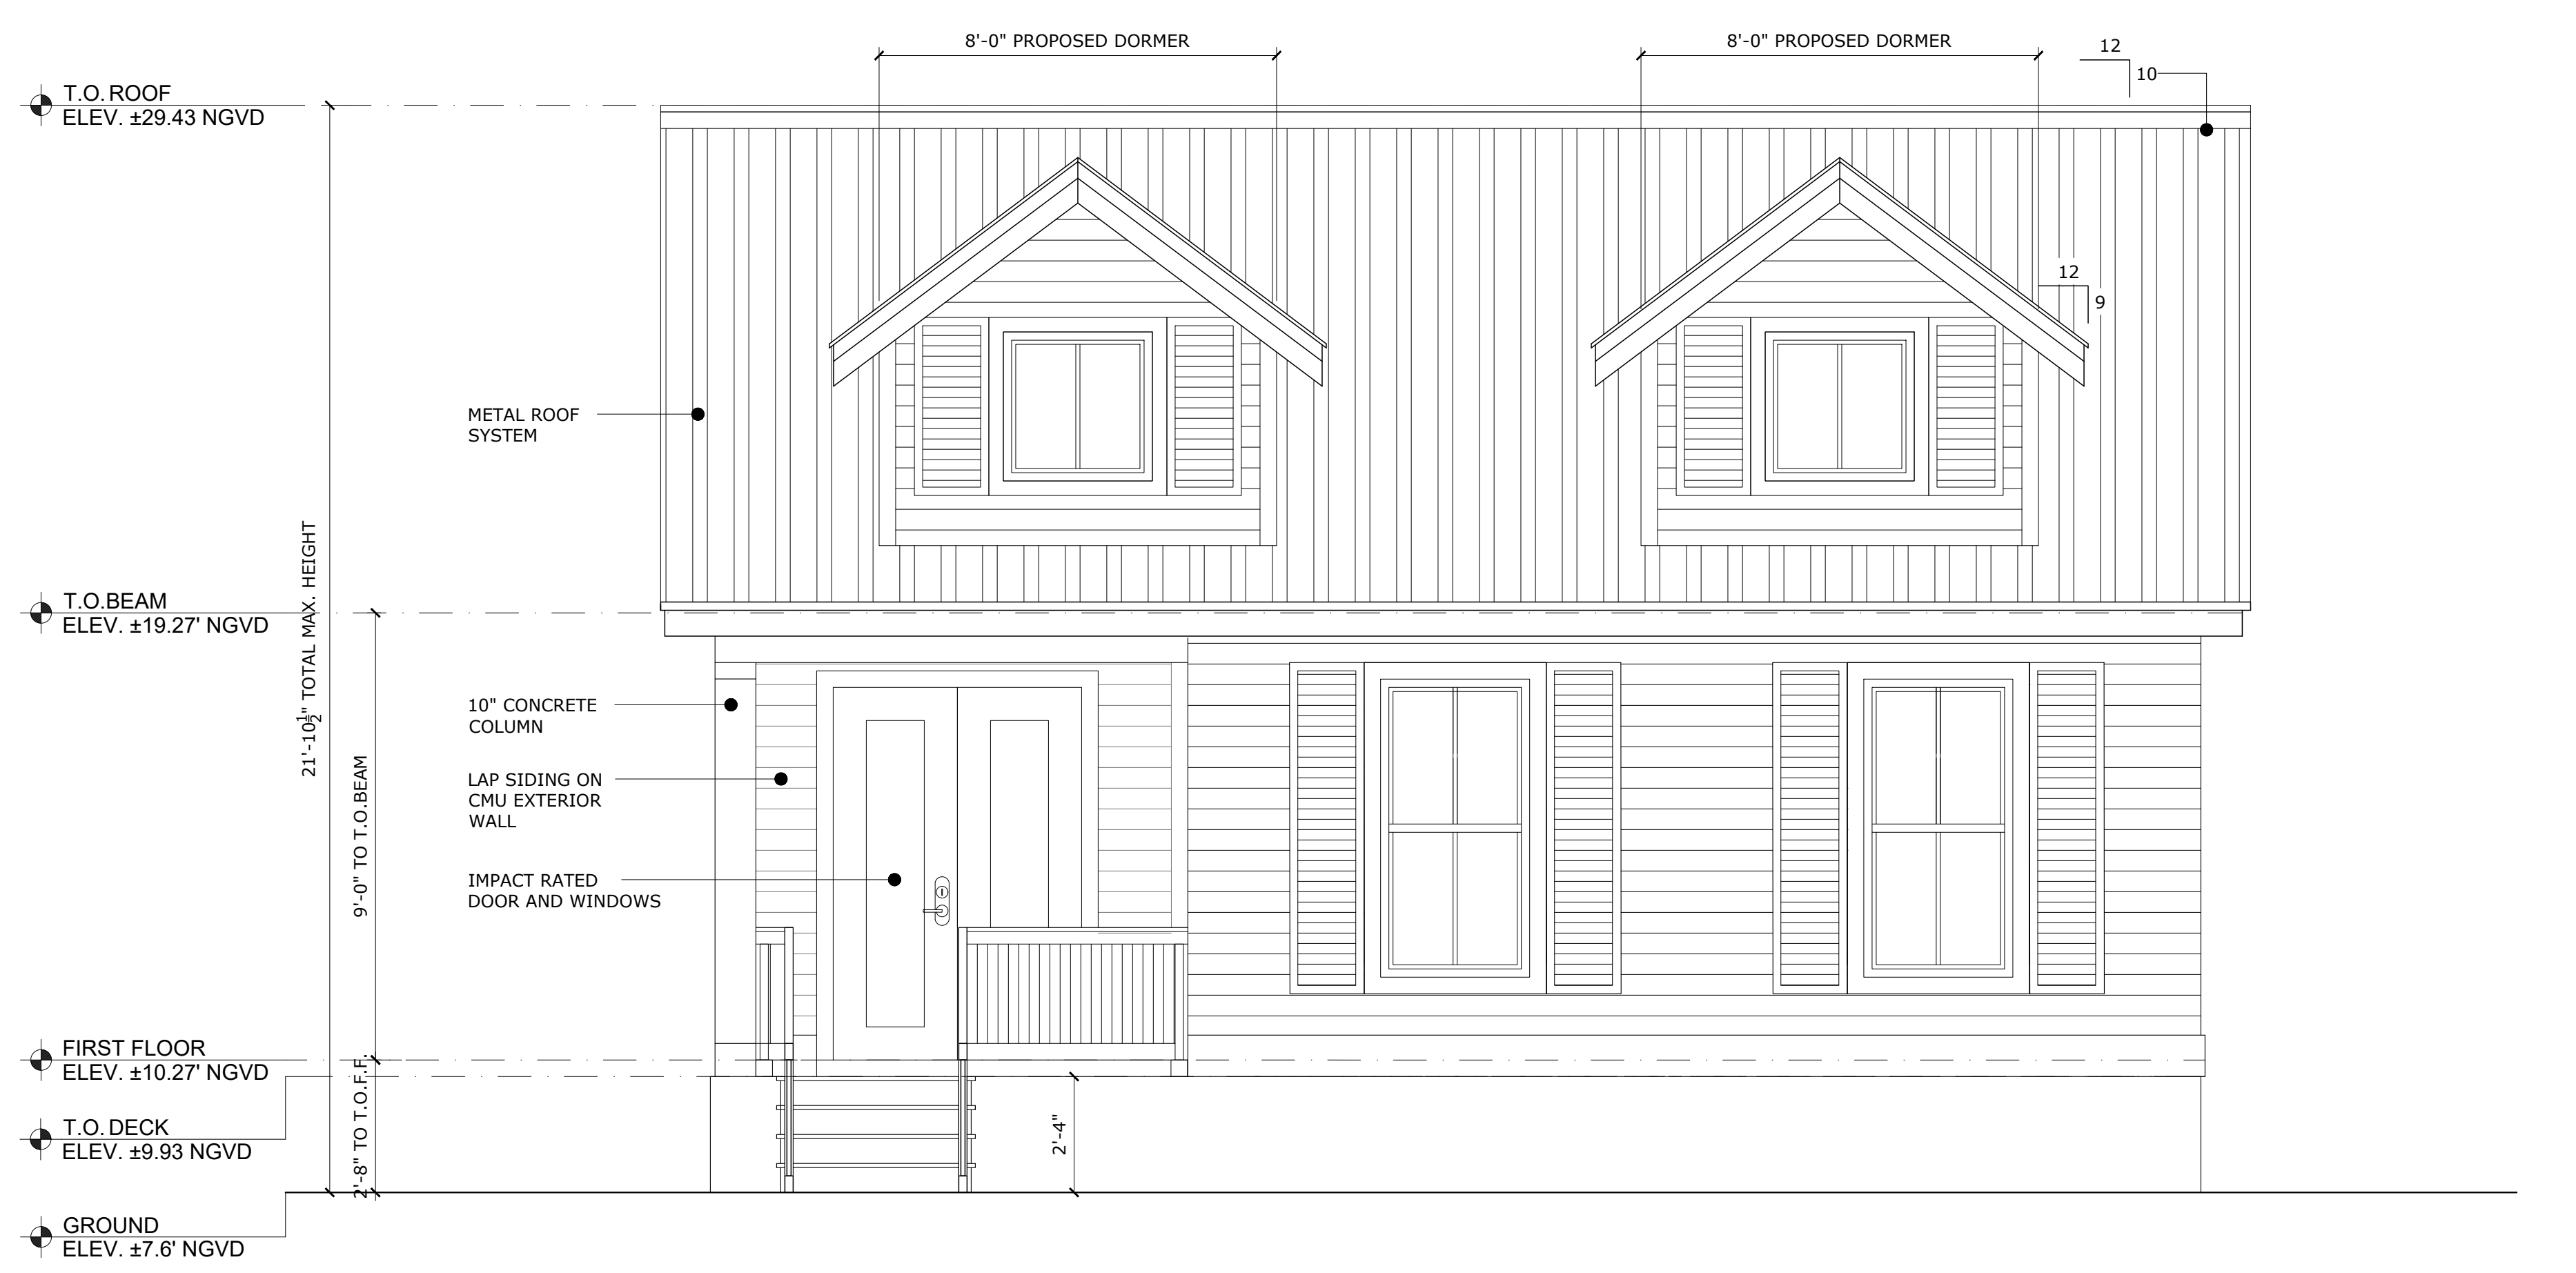 8'-0" PROPOSED DORMER
8'-0" PROPOSED DORMER
12
10
T.O. ROOF
ELEV. ±29.43 NGVD
12
9
METAL ROOF
SYSTEM
T.O.BEAM
ELEV. ±19.27' NGVD
21'-10½" TOTAL MAX. HEIGHT
10" CONCRETE
COLUMN
LAP SIDING ON
CMU EXTERIOR
WALL
9'-0" TO T.O.BEAM
IMPACT RATED
DOOR AND WINDOWS
FIRST FLOOR
ELEV. ±10.27' NGVD
T.O. DECK
ELEV. ±9.93 NGVD
2'-8" TO T.O.F.F.
2'-4"
GROUND
ELEV. ±7.6' NGVD